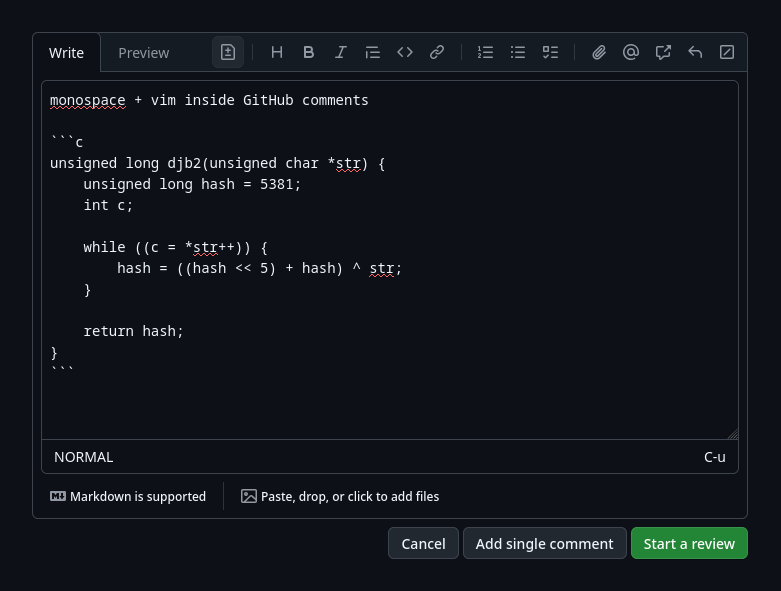 Write Preview
monospace + vim inside GitHub comments
```c
unsigned long djb2(unsigned char *str) {
    unsigned long hash = 5381;
    int c;
    while ((c = *str++)) {
        hash = ((hash << 5) + hash) ^ str;
    }
    return hash;
}
```
NORMAL C-u
Markdown is supported Paste, drop, or click to add files
Cancel Add single comment Start a review